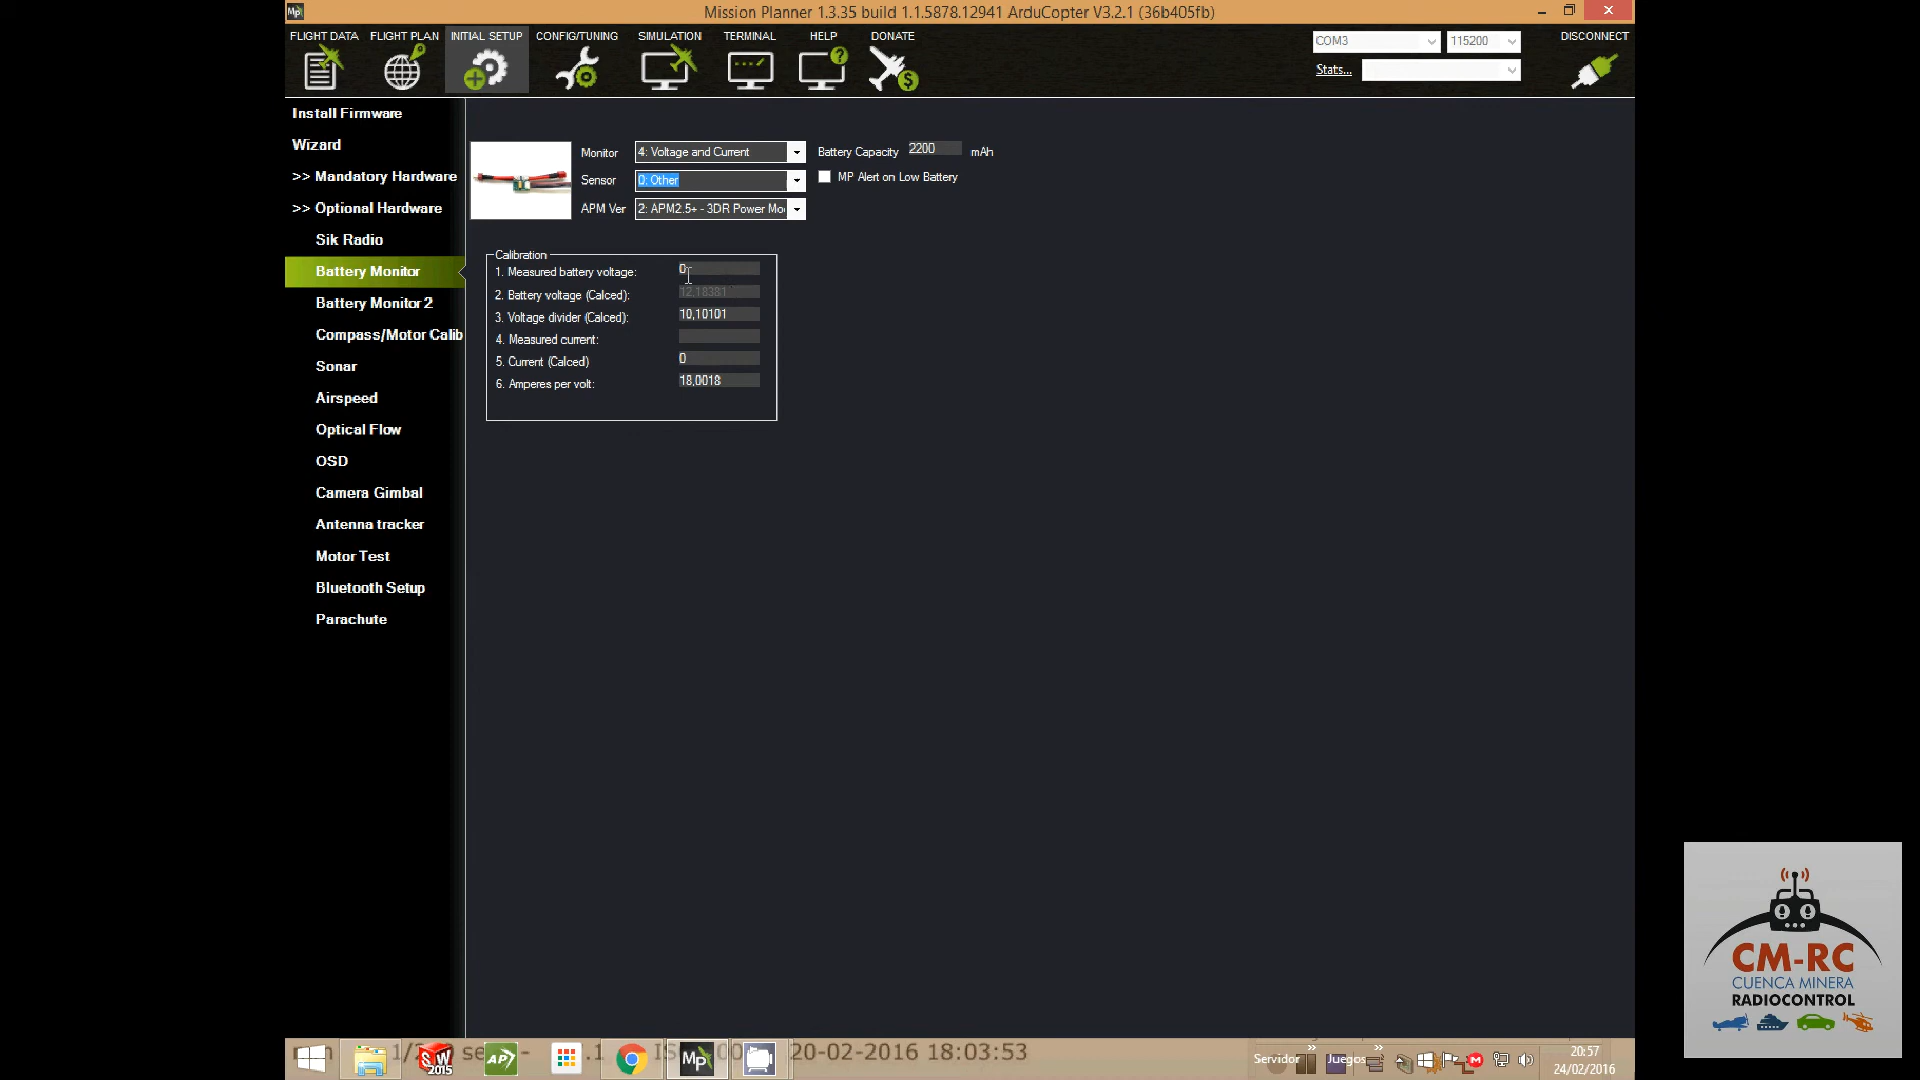 Mission Planner 1.3.35 build 1.1.5878.12941 ArduCopter V3.2.1 (36b405fb)
FLIGHT DATA FLIGHT PLAN INITIAL SETUP CONFIG/TUNING SIMULATION TERMINAL HELP DONATE
COM3 115200 DISCONNECT
Stats...
Install Firmware
Wizard
>> Mandatory Hardware
>> Optional Hardware
Sik Radio
Battery Monitor
Battery Monitor 2
Compass/Motor Calib
Sonar
Airspeed
Optical Flow
OSD
Camera Gimbal
Antenna tracker
Motor Test
Bluetooth Setup
Parachute
Monitor 4: Voltage and Current Battery Capacity 2200 mAh
Sensor 0: Other MP Alert on Low Battery
APM Ver 2: APM2.5+ - 3DR Power Mo
Calibration
1. Measured battery voltage: 0
2. Battery voltage (Calced): 12,18381
3. Voltage divider (Calced): 10,10101
4. Measured current:
5. Current (Calced) 0
6. Amperes per volt: 18,0018
CM-RC
CUENCA MINERA
RADIOCONTROL
SW 2015 AP Mp 20-02-2016 18:03:53
Servidor Juegos 20:57
24/02/2016